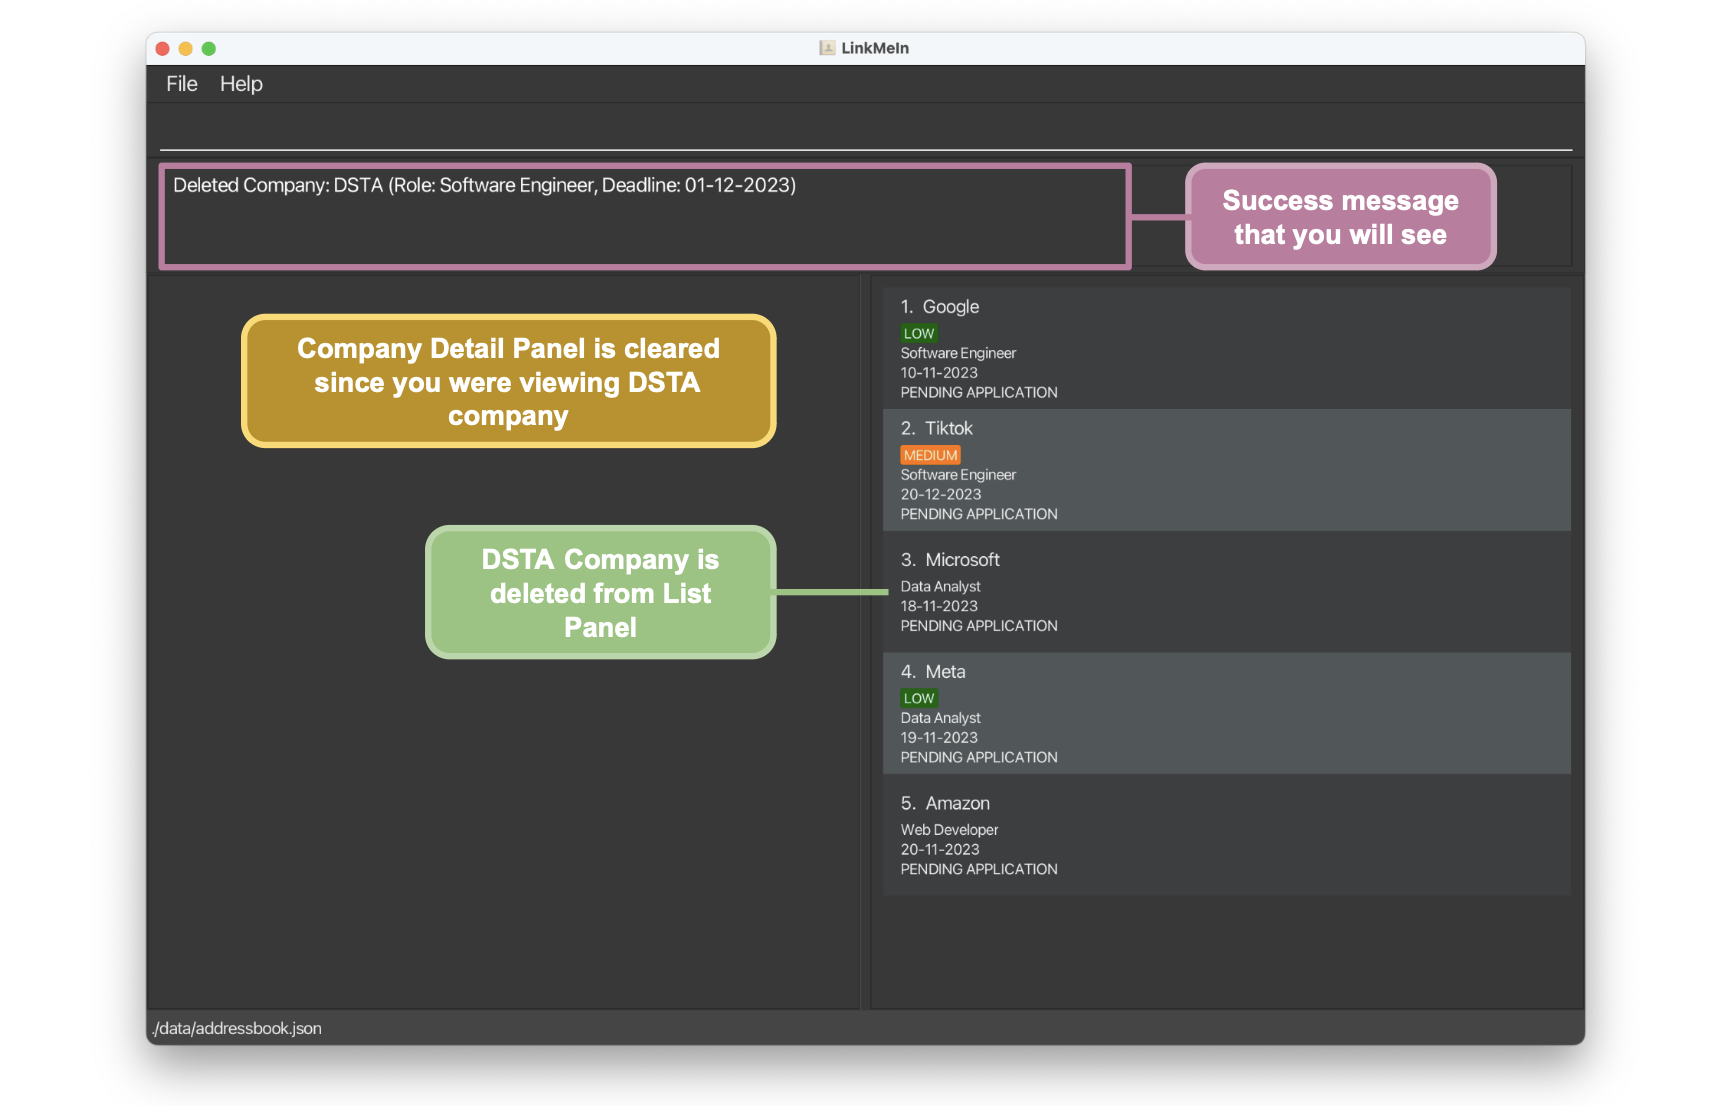 LinkMeIn
File Help
Deleted Company: DSTA (Role: Software Engineer, Deadline: 01-12-2023)
Success message
that you will see
Company Detail Panel is cleared
since you were viewing DSTA
company
DSTA Company is
deleted from List
Panel
1. Google
LOW
Software Engineer
10-11-2023
PENDING APPLICATION
2. Tiktok
MEDIUM
Software Engineer
20-12-2023
PENDING APPLICATION
3. Microsoft
Data Analyst
18-11-2023
PENDING APPLICATION
4. Meta
LOW
Data Analyst
19-11-2023
PENDING APPLICATION
5. Amazon
Web Developer
20-11-2023
PENDING APPLICATION
./data/addressbook.json